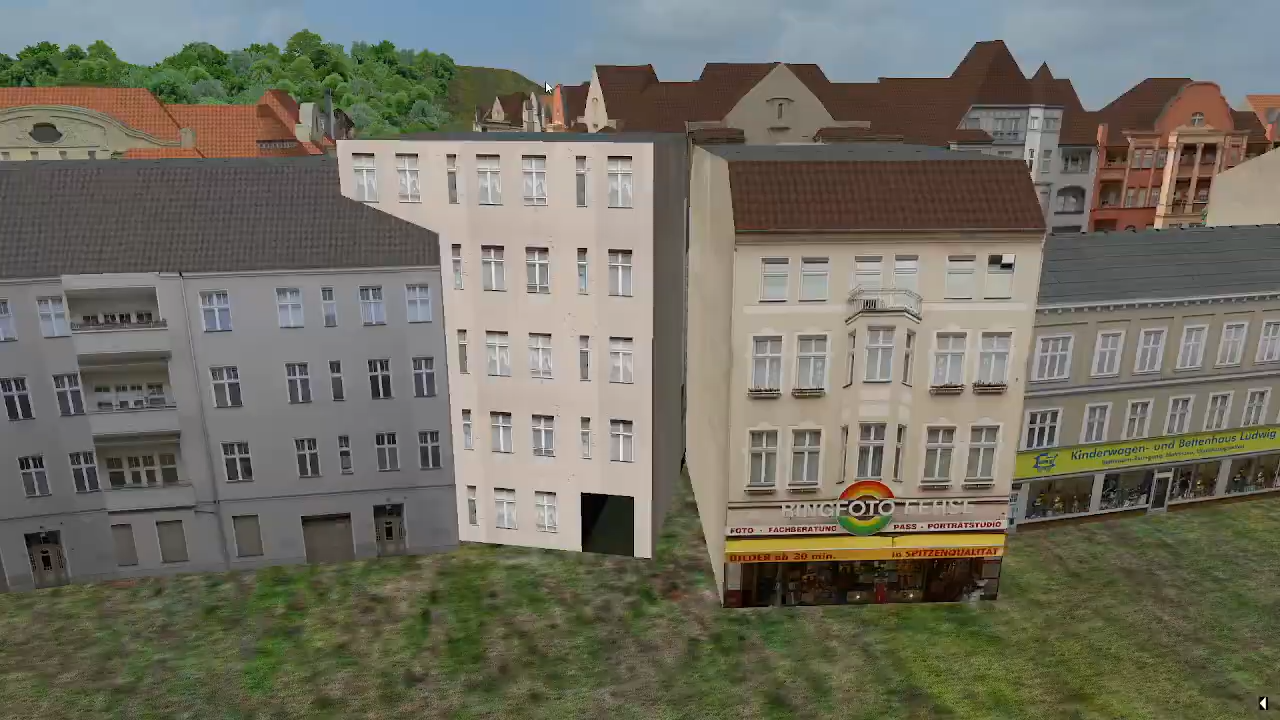 RINGFOTO FEHSE
FOTO - FACHBERATUNG
PASS - PORTRÄTSTUDIO
BILDER ab 30 min.
in SPITZENQUALITÄT
Kinderwagen- und Bettenhaus Ludwig